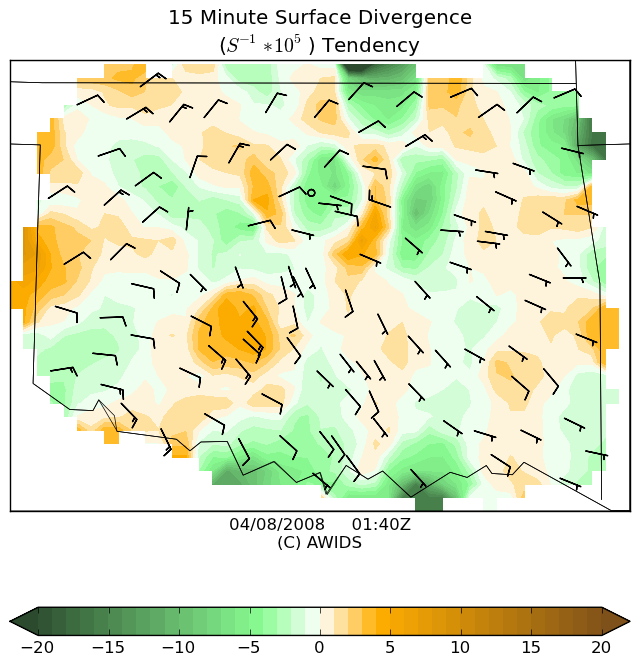 15 Minute Surface Divergence
(S⁻¹ *10⁵ ) Tendency
04/08/2008 01:40Z
(C) AWIDS
−20 −15 −10 −5 0 5 10 15 20